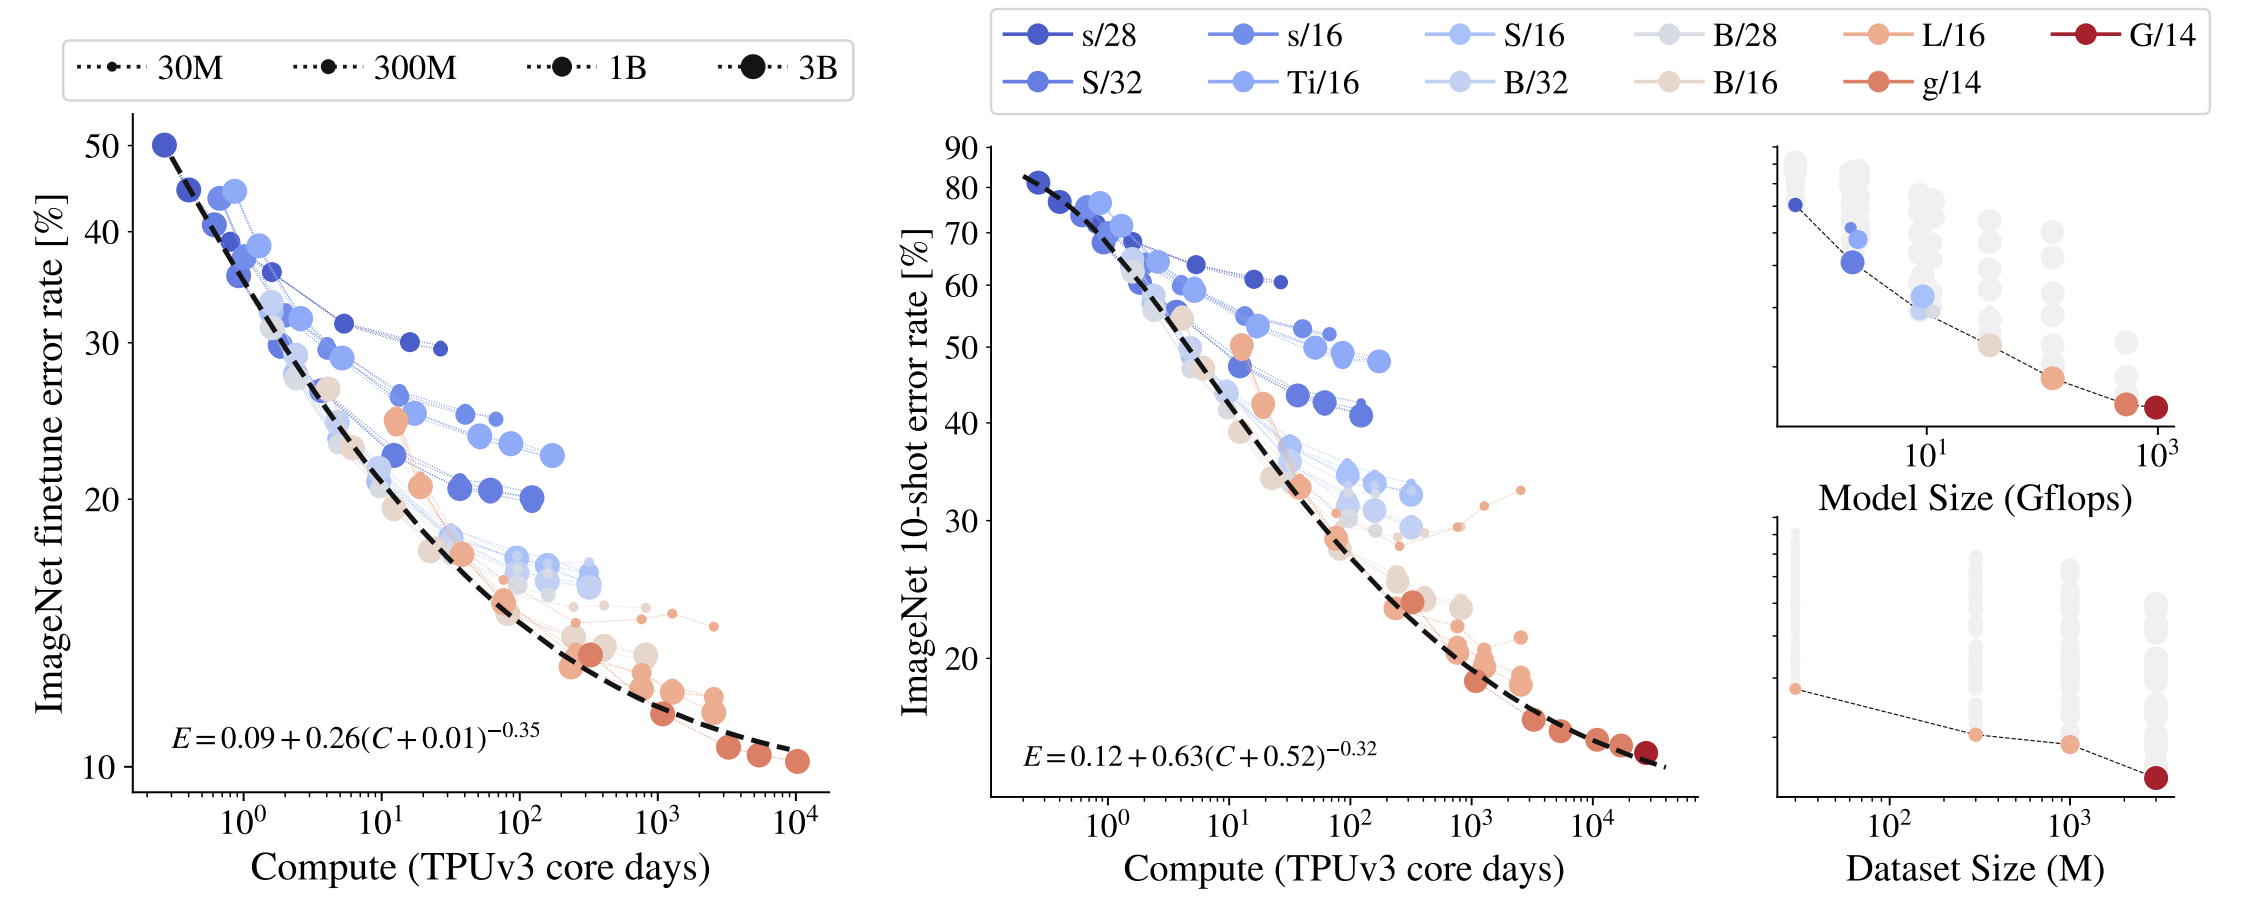 30M 300M 1B 3B
s/28 s/16 S/16 B/28 L/16 G/14
S/32 Ti/16 B/32 B/16 g/14
ImageNet finetune error rate [%]
50
40
30
20
10
E = 0.09 + 0.26(C + 0.01)^−0.35
10^0 10^1 10^2 10^3 10^4
Compute (TPUv3 core days)
ImageNet 10-shot error rate [%]
90
80
70
60
50
40
30
20
E = 0.12 + 0.63(C + 0.52)^−0.32
10^0 10^1 10^2 10^3 10^4
Compute (TPUv3 core days)
10^1 10^3
Model Size (Gflops)
10^2 10^3
Dataset Size (M)